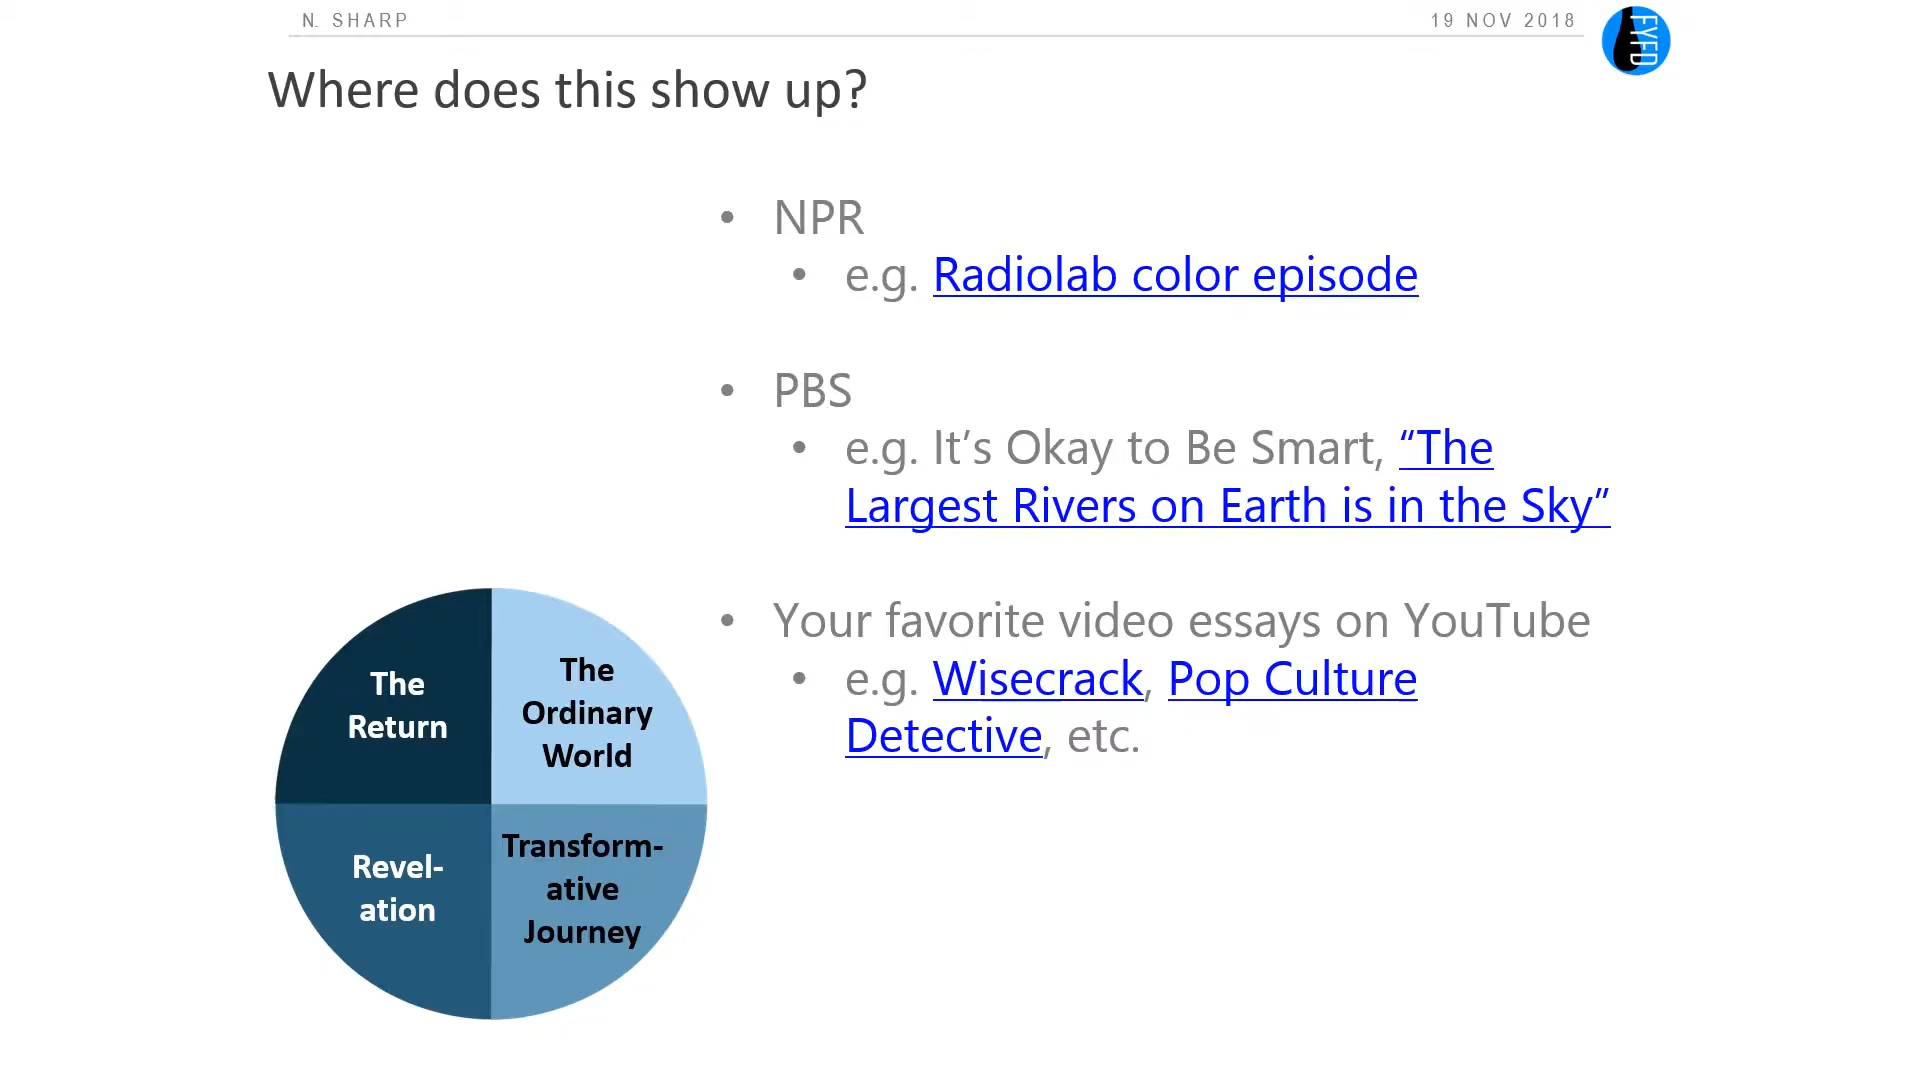 N. SHARP
19 NOV 2018
FYFD
Where does this show up?
• NPR
• e.g. Radiolab color episode
• PBS
• e.g. It’s Okay to Be Smart, “The
Largest Rivers on Earth is in the Sky”
• Your favorite video essays on YouTube
• e.g. Wisecrack, Pop Culture
Detective, etc.
The
Return
The
Ordinary
World
Revel-
ation
Transform-
ative
Journey